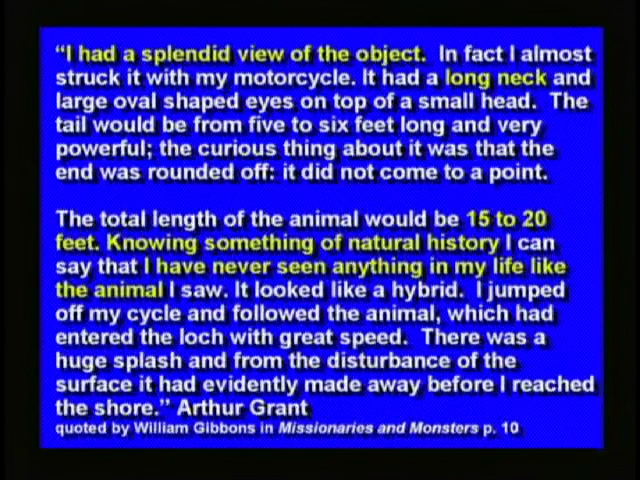 “I had a splendid view of the object.  In fact I almost
struck it with my motorcycle. It had a long neck and
large oval shaped eyes on top of a small head.  The
tail would be from five to six feet long and very
powerful; the curious thing about it was that the
end was rounded off: it did not come to a point.

The total length of the animal would be 15 to 20
feet. Knowing something of natural history I can
say that I have never seen anything in my life like
the animal I saw. It looked like a hybrid.  I jumped
off my cycle and followed the animal, which had
entered the loch with great speed.  There was a
huge splash and from the disturbance of the
surface it had evidently made away before I reached
the shore.” Arthur Grant
quoted by William Gibbons in Missionaries and Monsters p. 10